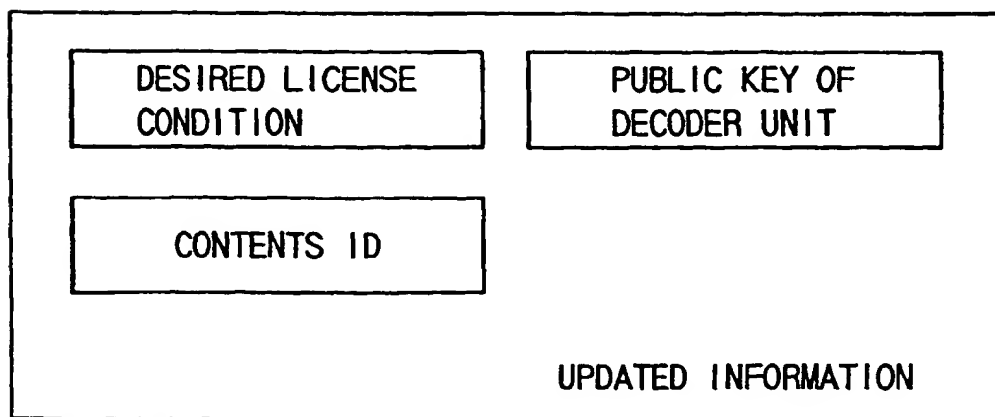 DESIRED LICENSE
CONDITION
PUBLIC KEY OF
DECODER UNIT
CONTENTS ID
UPDATED INFORMATION